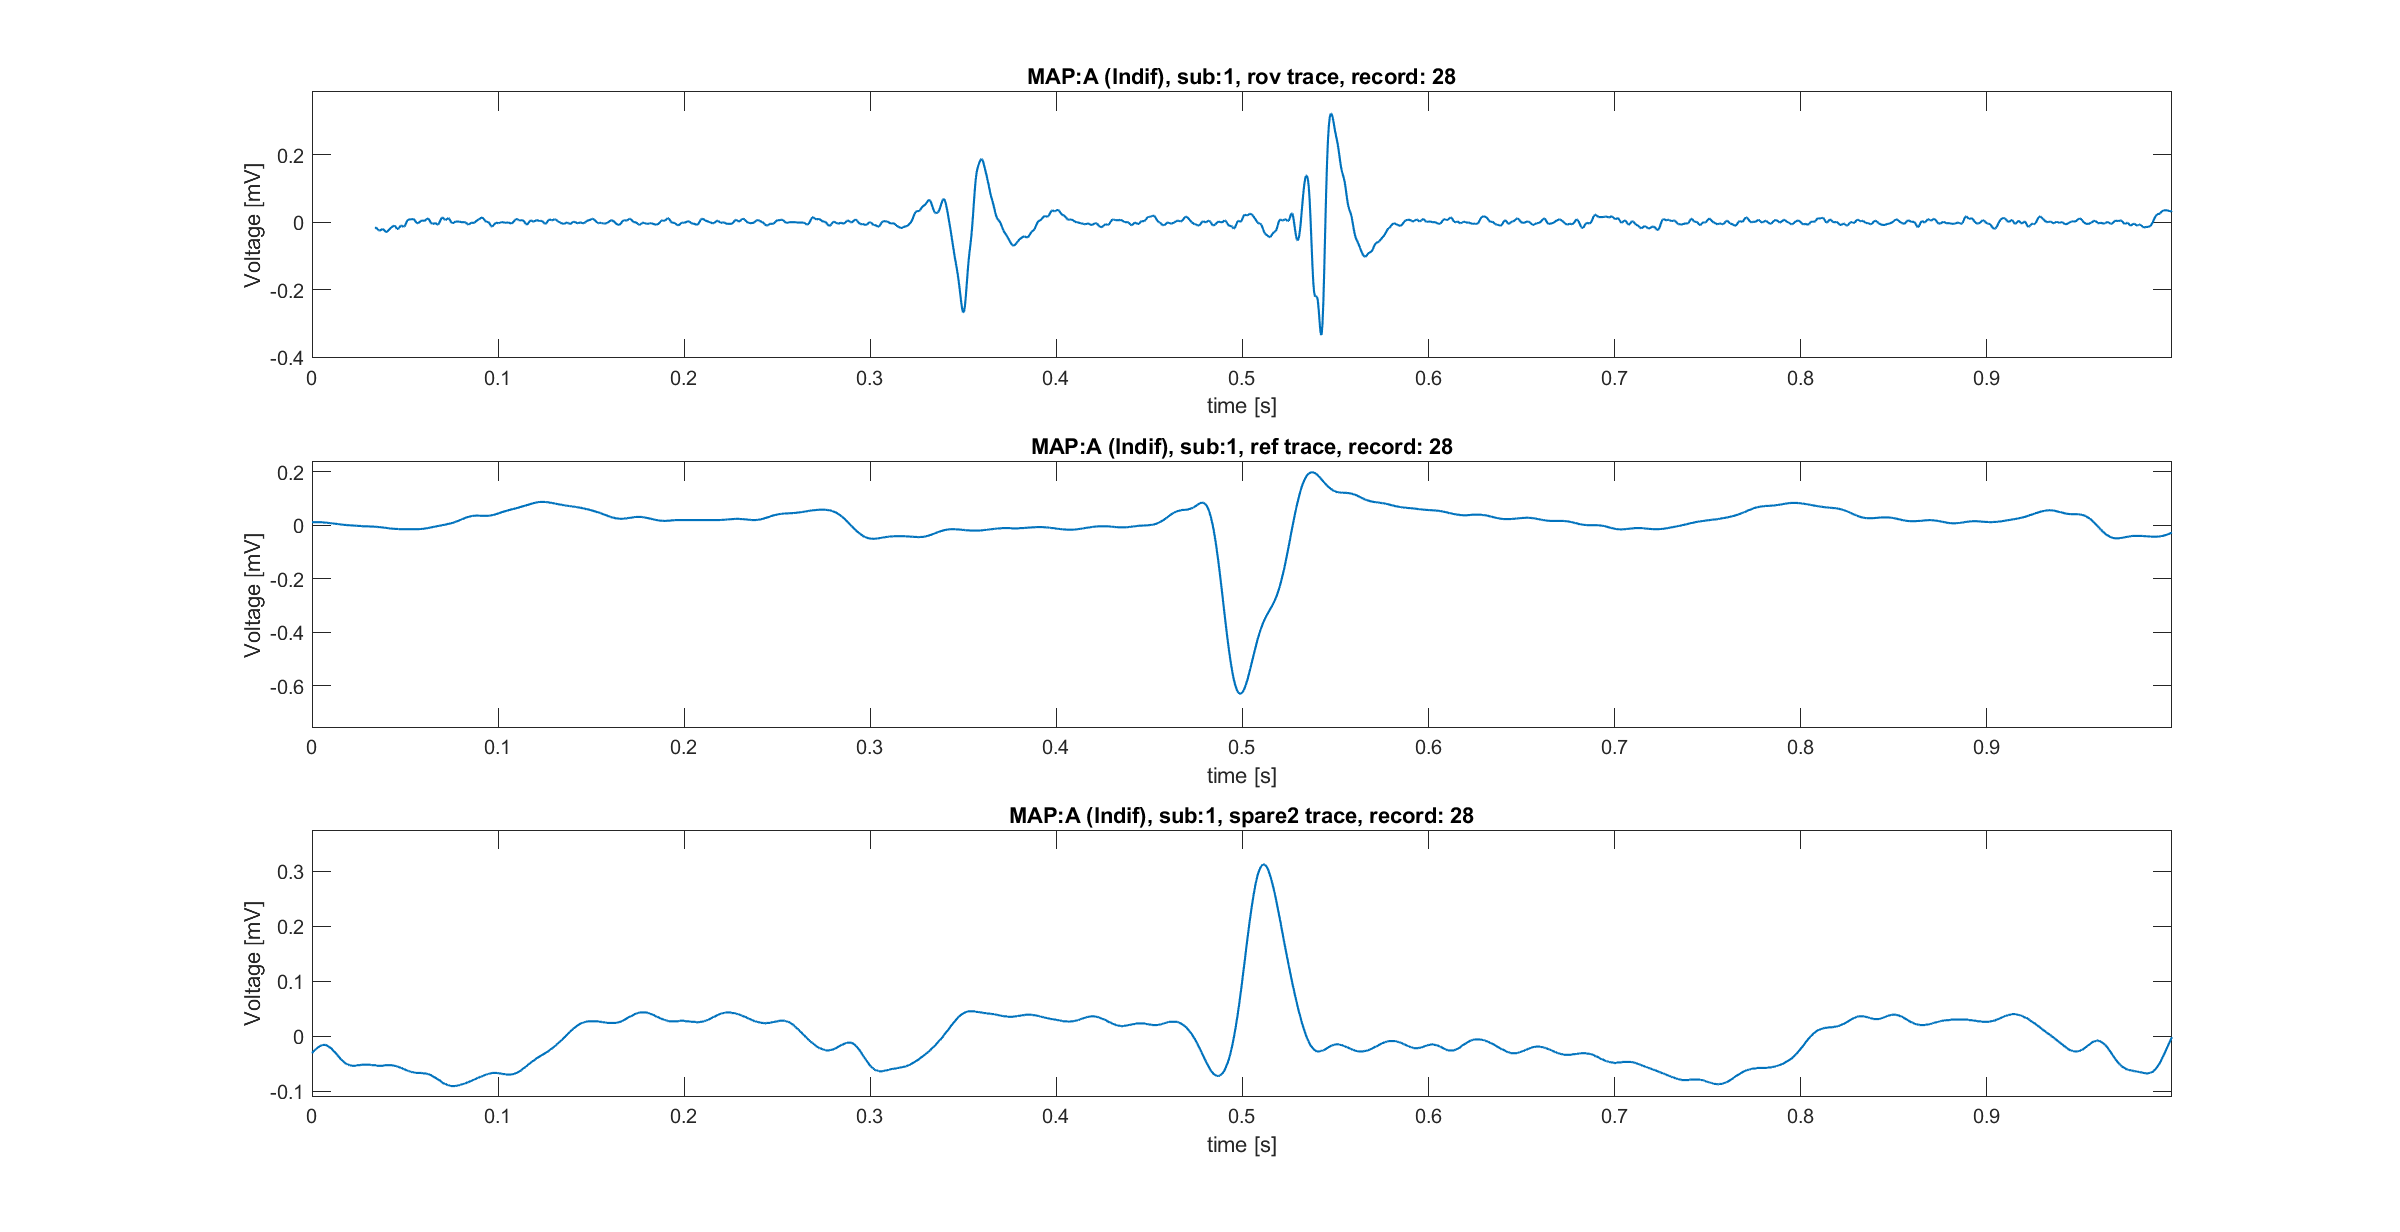 MAP:A (Indif), sub:1, rov trace, record: 28
Voltage [mV]
0.2
0
-0.2
-0.4
0 0.1 0.2 0.3 0.4 0.5 0.6 0.7 0.8 0.9
time [s]
MAP:A (Indif), sub:1, ref trace, record: 28
Voltage [mV]
0.2
0
-0.2
-0.4
-0.6
0 0.1 0.2 0.3 0.4 0.5 0.6 0.7 0.8 0.9
time [s]
MAP:A (Indif), sub:1, spare2 trace, record: 28
Voltage [mV]
0.3
0.2
0.1
0
-0.1
0 0.1 0.2 0.3 0.4 0.5 0.6 0.7 0.8 0.9
time [s]